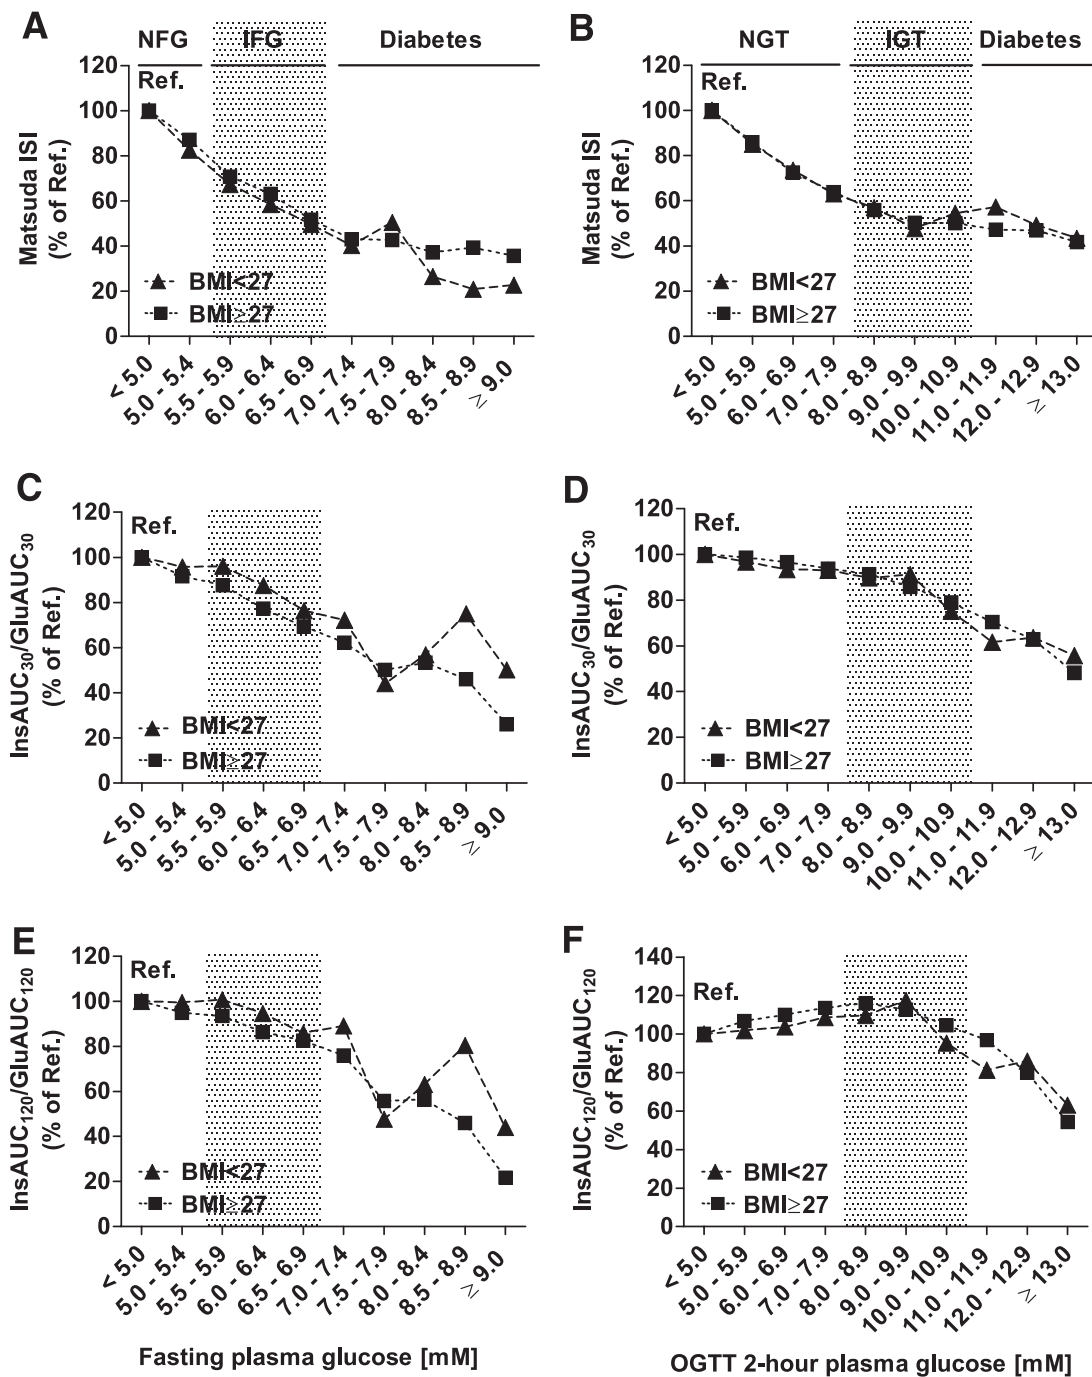 A
NFG IFG Diabetes
120
100
80
60
40
20
0
Ref.
Matsuda ISI
(% of Ref.)
BMI<27
BMI≥27
< 5.0
5.0 - 5.4
5.5 - 5.9
6.0 - 6.4
6.5 - 6.9
7.0 - 7.4
7.5 - 7.9
8.0 - 8.4
8.5 - 8.9
≥ 9.0
B
NGT IGT Diabetes
120
100
80
60
40
20
0
Ref.
Matsuda ISI
(% of Ref.)
BMI<27
BMI≥27
< 5.0
5.0 - 5.9
6.0 - 6.9
7.0 - 7.9
8.0 - 8.9
9.0 - 9.9
10.0 - 10.9
11.0 - 11.9
12.0 - 12.9
≥ 13.0
C
120
100
80
60
40
20
0
Ref.
InsAUC30/GluAUC30
(% of Ref.)
BMI<27
BMI≥27
< 5.0
5.0 - 5.4
5.5 - 5.9
6.0 - 6.4
6.5 - 6.9
7.0 - 7.4
7.5 - 7.9
8.0 - 8.4
8.5 - 8.9
≥ 9.0
D
120
100
80
60
40
20
0
Ref.
InsAUC30/GluAUC30
(% of Ref.)
BMI<27
BMI≥27
< 5.0
5.0 - 5.9
6.0 - 6.9
7.0 - 7.9
8.0 - 8.9
9.0 - 9.9
10.0 - 10.9
11.0 - 11.9
12.0 - 12.9
≥ 13.0
E
120
100
80
60
40
20
0
Ref.
InsAUC120/GluAUC120
(% of Ref.)
BMI<27
BMI≥27
< 5.0
5.0 - 5.4
5.5 - 5.9
6.0 - 6.4
6.5 - 6.9
7.0 - 7.4
7.5 - 7.9
8.0 - 8.4
8.5 - 8.9
≥ 9.0
Fasting plasma glucose [mM]
F
140
120
100
80
60
40
20
0
Ref.
InsAUC120/GluAUC120
(% of Ref.)
BMI<27
BMI≥27
< 5.0
5.0 - 5.9
6.0 - 6.9
7.0 - 7.9
8.0 - 8.9
9.0 - 9.9
10.0 - 10.9
11.0 - 11.9
12.0 - 12.9
≥ 13.0
OGTT 2-hour plasma glucose [mM]